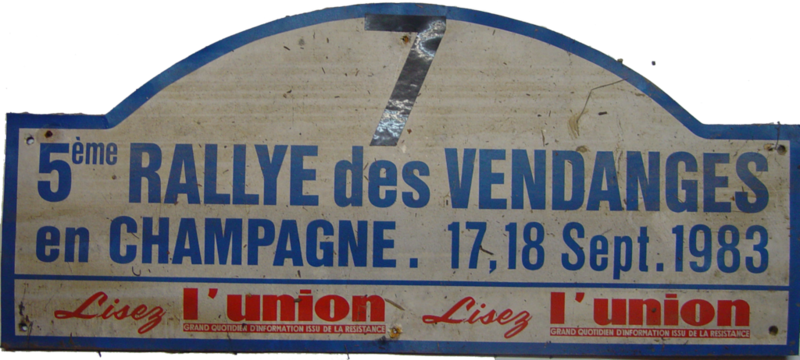 7
5ème RALLYE des VENDANGES
en CHAMPAGNE. 17,18 Sept. 1983
Lisez l'union Lisez l'union
GRAND QUOTIDIEN D'INFORMATION ISSU DE LA RESISTANCE GRAND QUOTIDIEN D'INFORMATION ISSU DE LA RESISTANCE